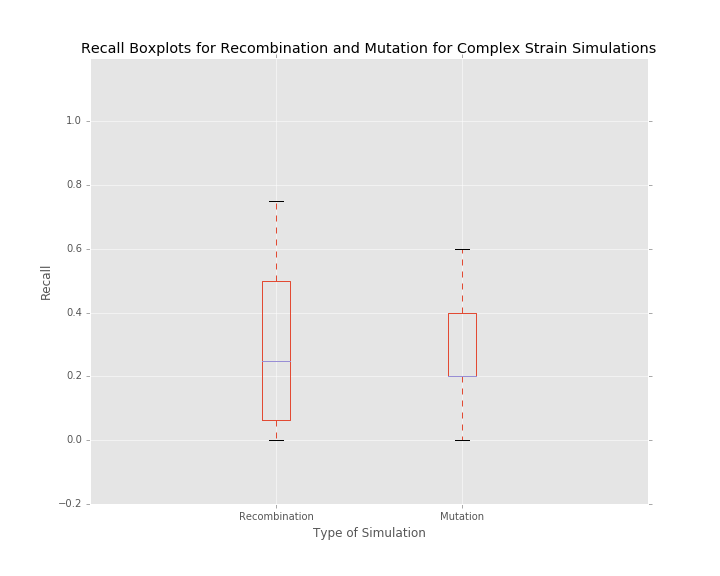 Recall Boxplots for Recombination and Mutation for Complex Strain Simulations
1.0
0.8
0.6
0.4
0.2
0.0
−0.2
Recall
Recombination
Mutation
Type of Simulation